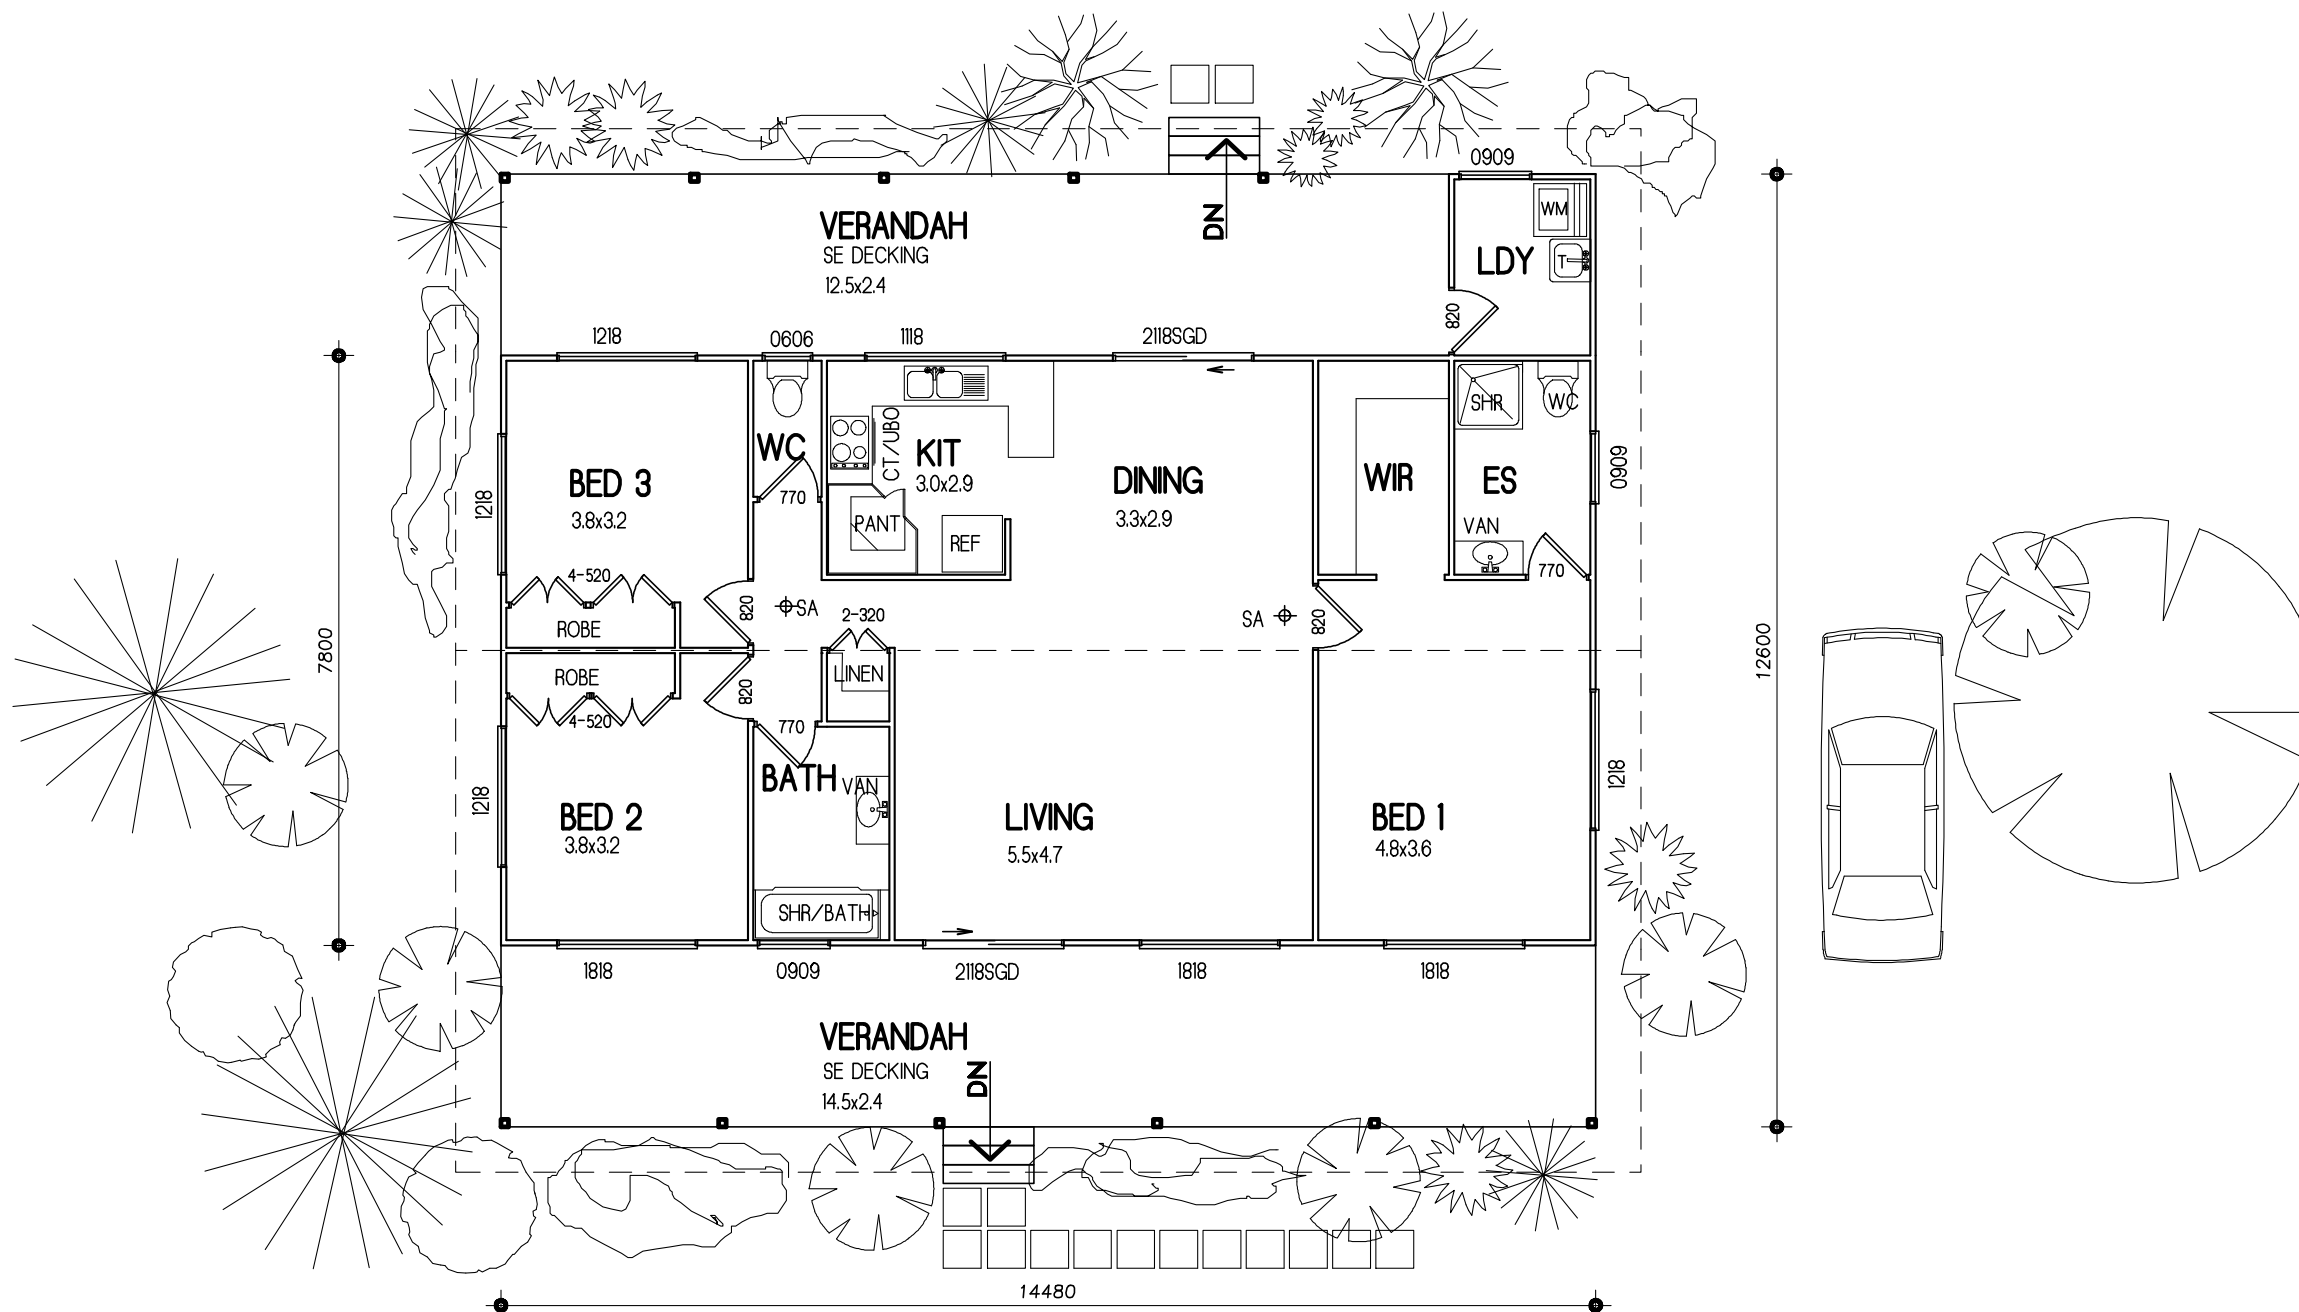 0909
VERANDAH
SE DECKING
12.5x2.4
DN
WM
T
LDY
820
1218
0606
1118
2118SGD
BED 3
3.8x3.2
1218
WC
770
CT/UBO
KIT
3.0x2.9
PANT
REF
DINING
3.3x2.9
WIR
SHR
WC
ES
VAN
770
0909
4-520
ROBE
820
SA
2-320
LINEN
SA
820
7800
12600
ROBE
4-520
820
770
BATH
VAN
SHR/BATH
BED 2
3.8x3.2
1218
LIVING
5.5x4.7
BED 1
4.8x3.6
1218
1818
0909
2118SGD
1818
1818
VERANDAH
SE DECKING
14.5x2.4
DN
14480